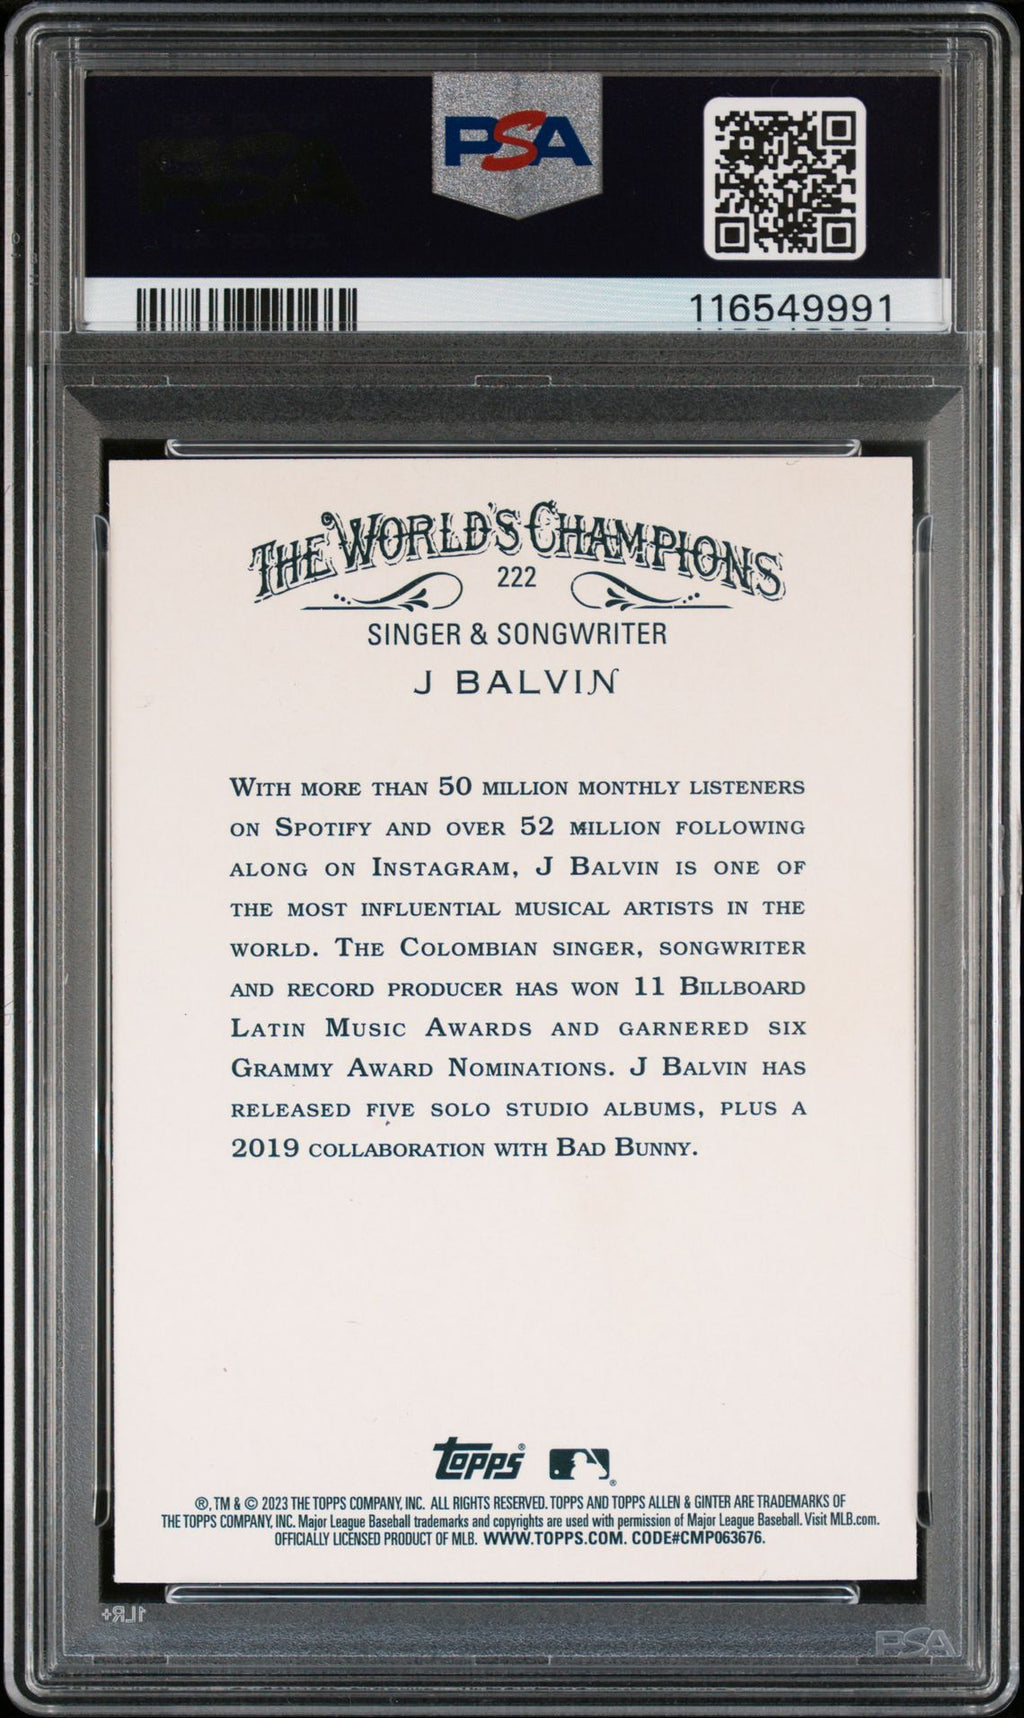 PSA
116549991
THE WORLD'S CHAMPIONS
222
SINGER & SONGWRITER
J BALVIN
WITH MORE THAN 50 MILLION MONTHLY LISTENERS
ON SPOTIFY AND OVER 52 MILLION FOLLOWING
ALONG ON INSTAGRAM, J BALVIN IS ONE OF
THE MOST INFLUENTIAL MUSICAL ARTISTS IN THE
WORLD. THE COLOMBIAN SINGER, SONGWRITER
AND RECORD PRODUCER HAS WON 11 BILLBOARD
LATIN MUSIC AWARDS AND GARNERED SIX
GRAMMY AWARD NOMINATIONS. J BALVIN HAS
RELEASED FIVE SOLO STUDIO ALBUMS, PLUS A
2019 COLLABORATION WITH BAD BUNNY.
Topps®
®, TM & © 2023 THE TOPPS COMPANY, INC. ALL RIGHTS RESERVED. TOPPS AND TOPPS ALLEN & GINTER ARE TRADEMARKS OF
THE TOPPS COMPANY, INC. Major League Baseball trademarks and copyrights are used with permission of Major League Baseball. Visit MLB.com.
OFFICIALLY LICENSED PRODUCT OF MLB. WWW.TOPPS.COM. CODE#CMP063676.
1LR+
PSA